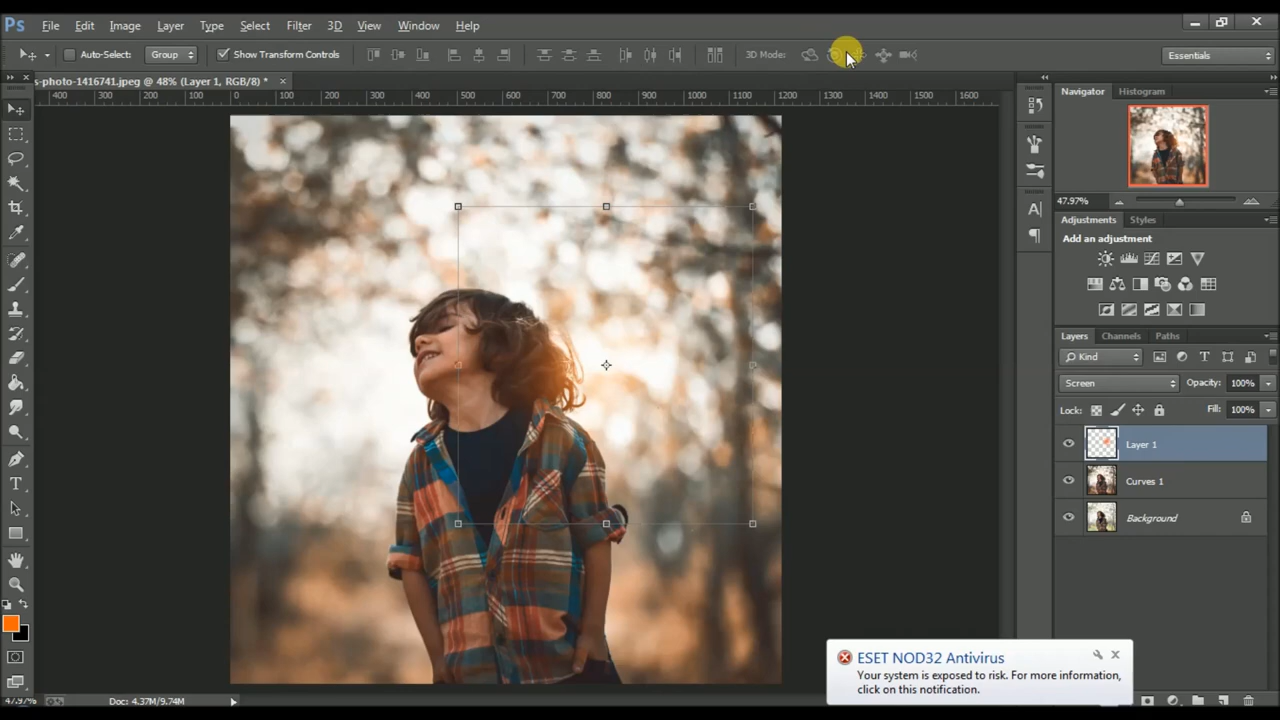 Ps File Edit Image Layer Type Select Filter 3D View Window Help
Auto-Select: Group Show Transform Controls 3D Mode: Essentials
s-photo-1416741.jpeg @ 48% (Layer 1, RGB/8) * ×
400 300 200 100 0 100 200 300 400 500 600 700 800 900 1000 1100 1200 1300 1400 1500 1600
Navigator Histogram
47.97%
Adjustments Styles
Add an adjustment
Layers Channels Paths
Kind
Screen Opacity: 100%
Lock: Fill: 100%
Layer 1
Curves 1
Background
ESET NOD32 Antivirus
Your system is exposed to risk. For more information,
click on this notification.
47.97% Doc: 4.37M/9.74M